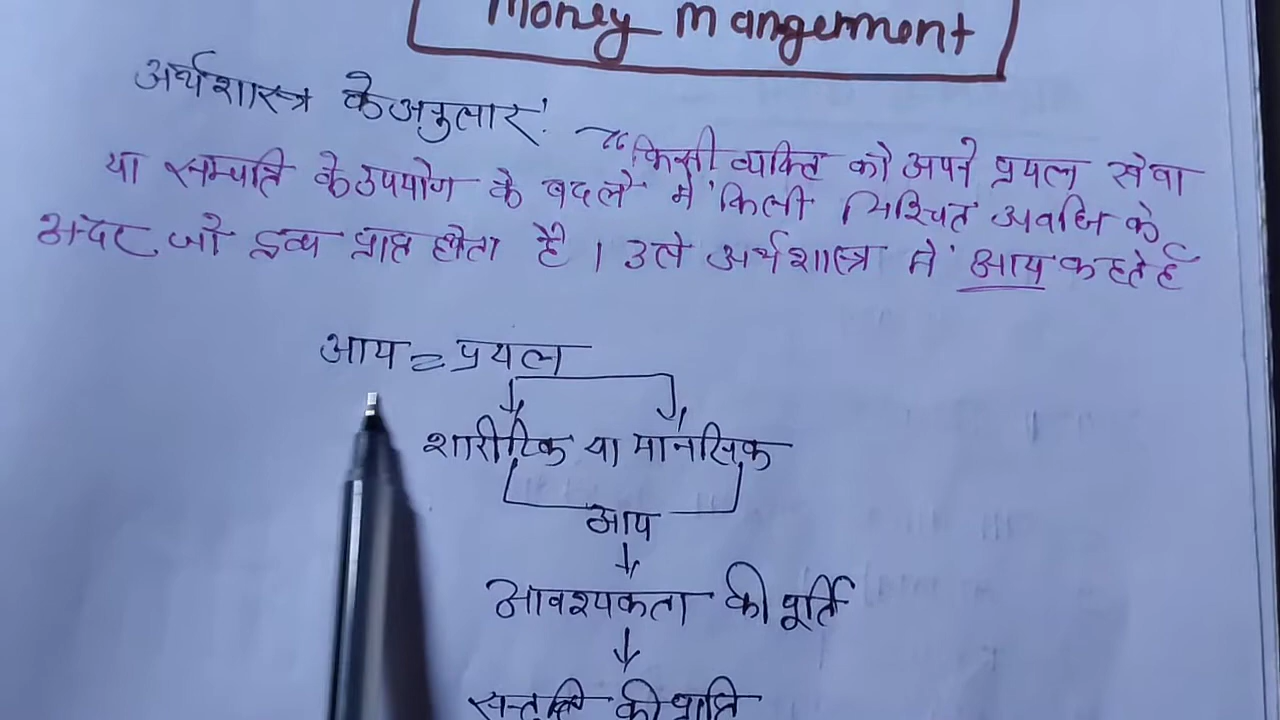 Money Mangement
अर्थशास्त्र के अनुसार:
"किसी व्यक्ति को अपने प्रयत्न सेवा
या सम्पति के उपयोग के बदले में किसी निश्चित अवधि के
अंदर जो द्रव्य प्राप्त होता है । उसे अर्थशास्त्र में आय कहते हैं
आय = प्रयत्न
शारीरिक या मानसिक
आय
आवश्यकता की पूर्ति
सन्तुष्टि की प्राप्ति